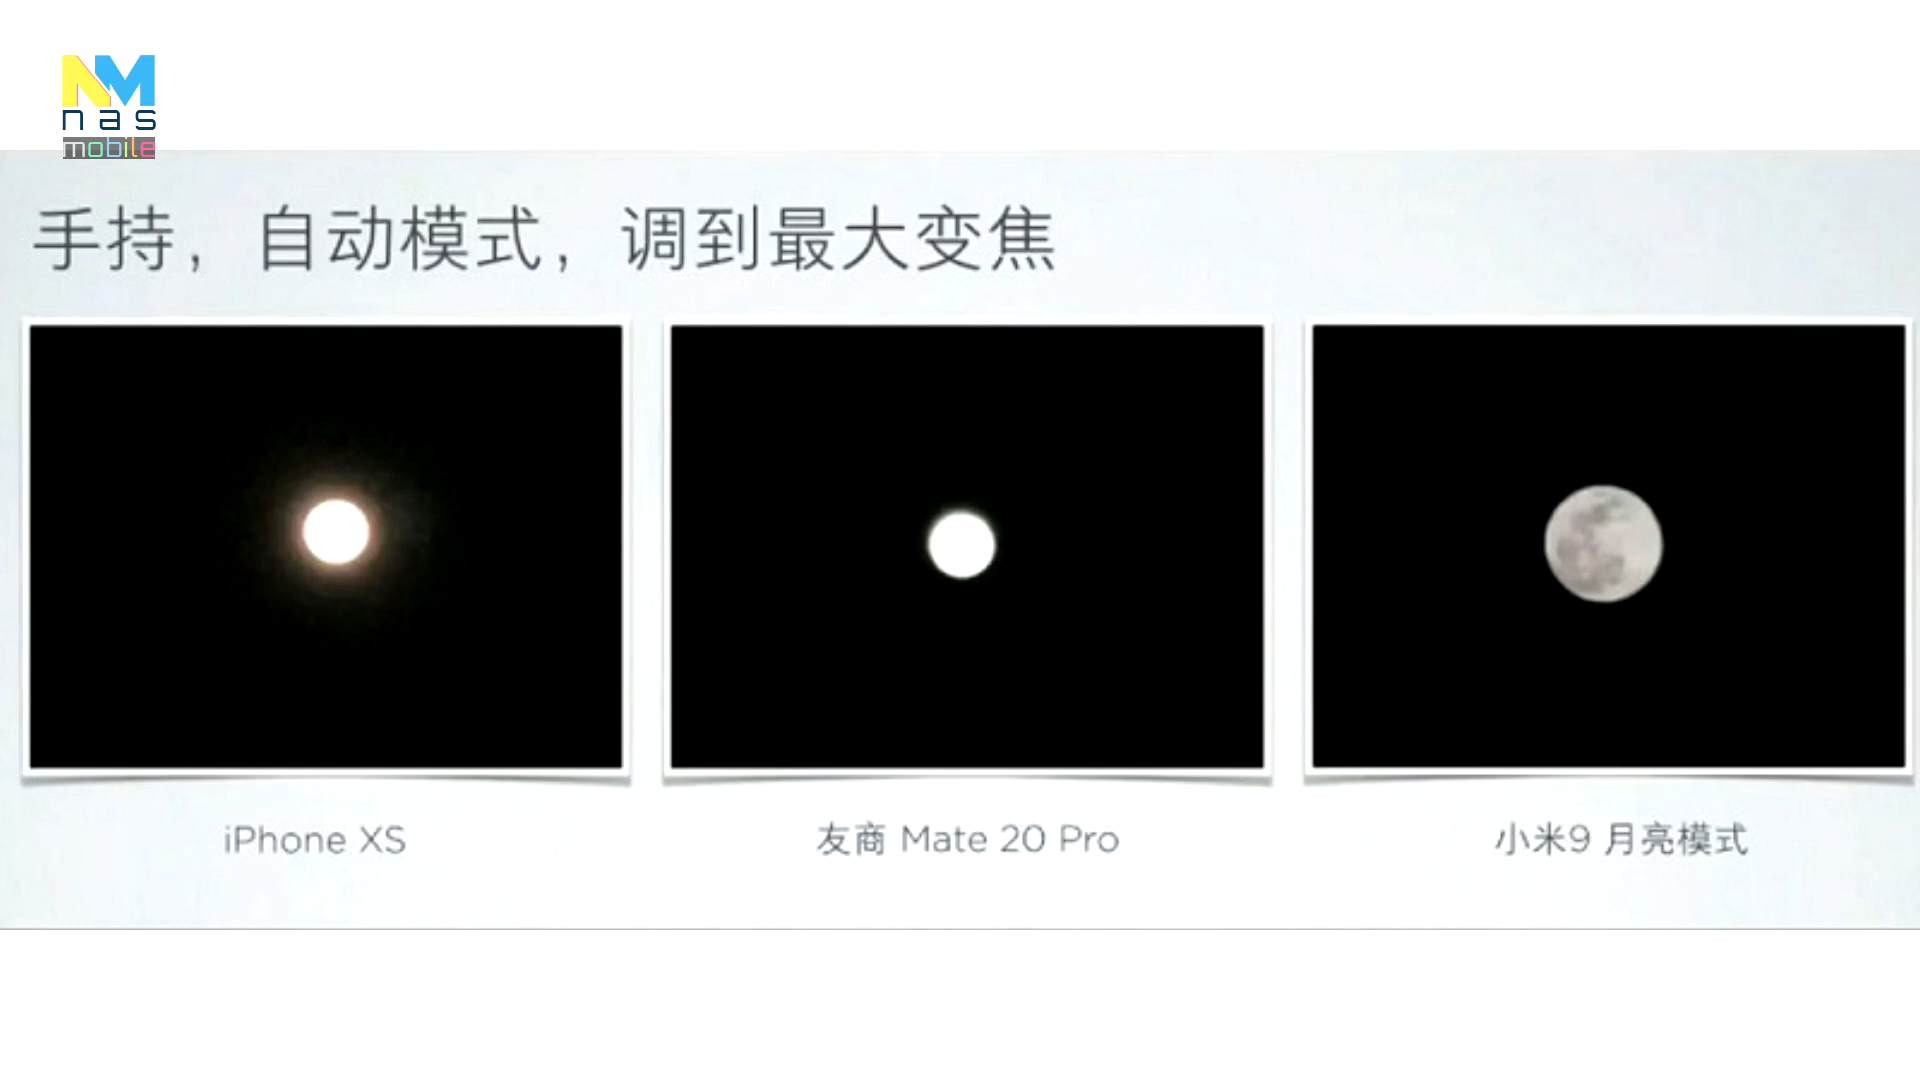 NM
nas
mobile
手持，自动模式，调到最大变焦
iPhone XS
友商 Mate 20 Pro
小米9 月亮模式